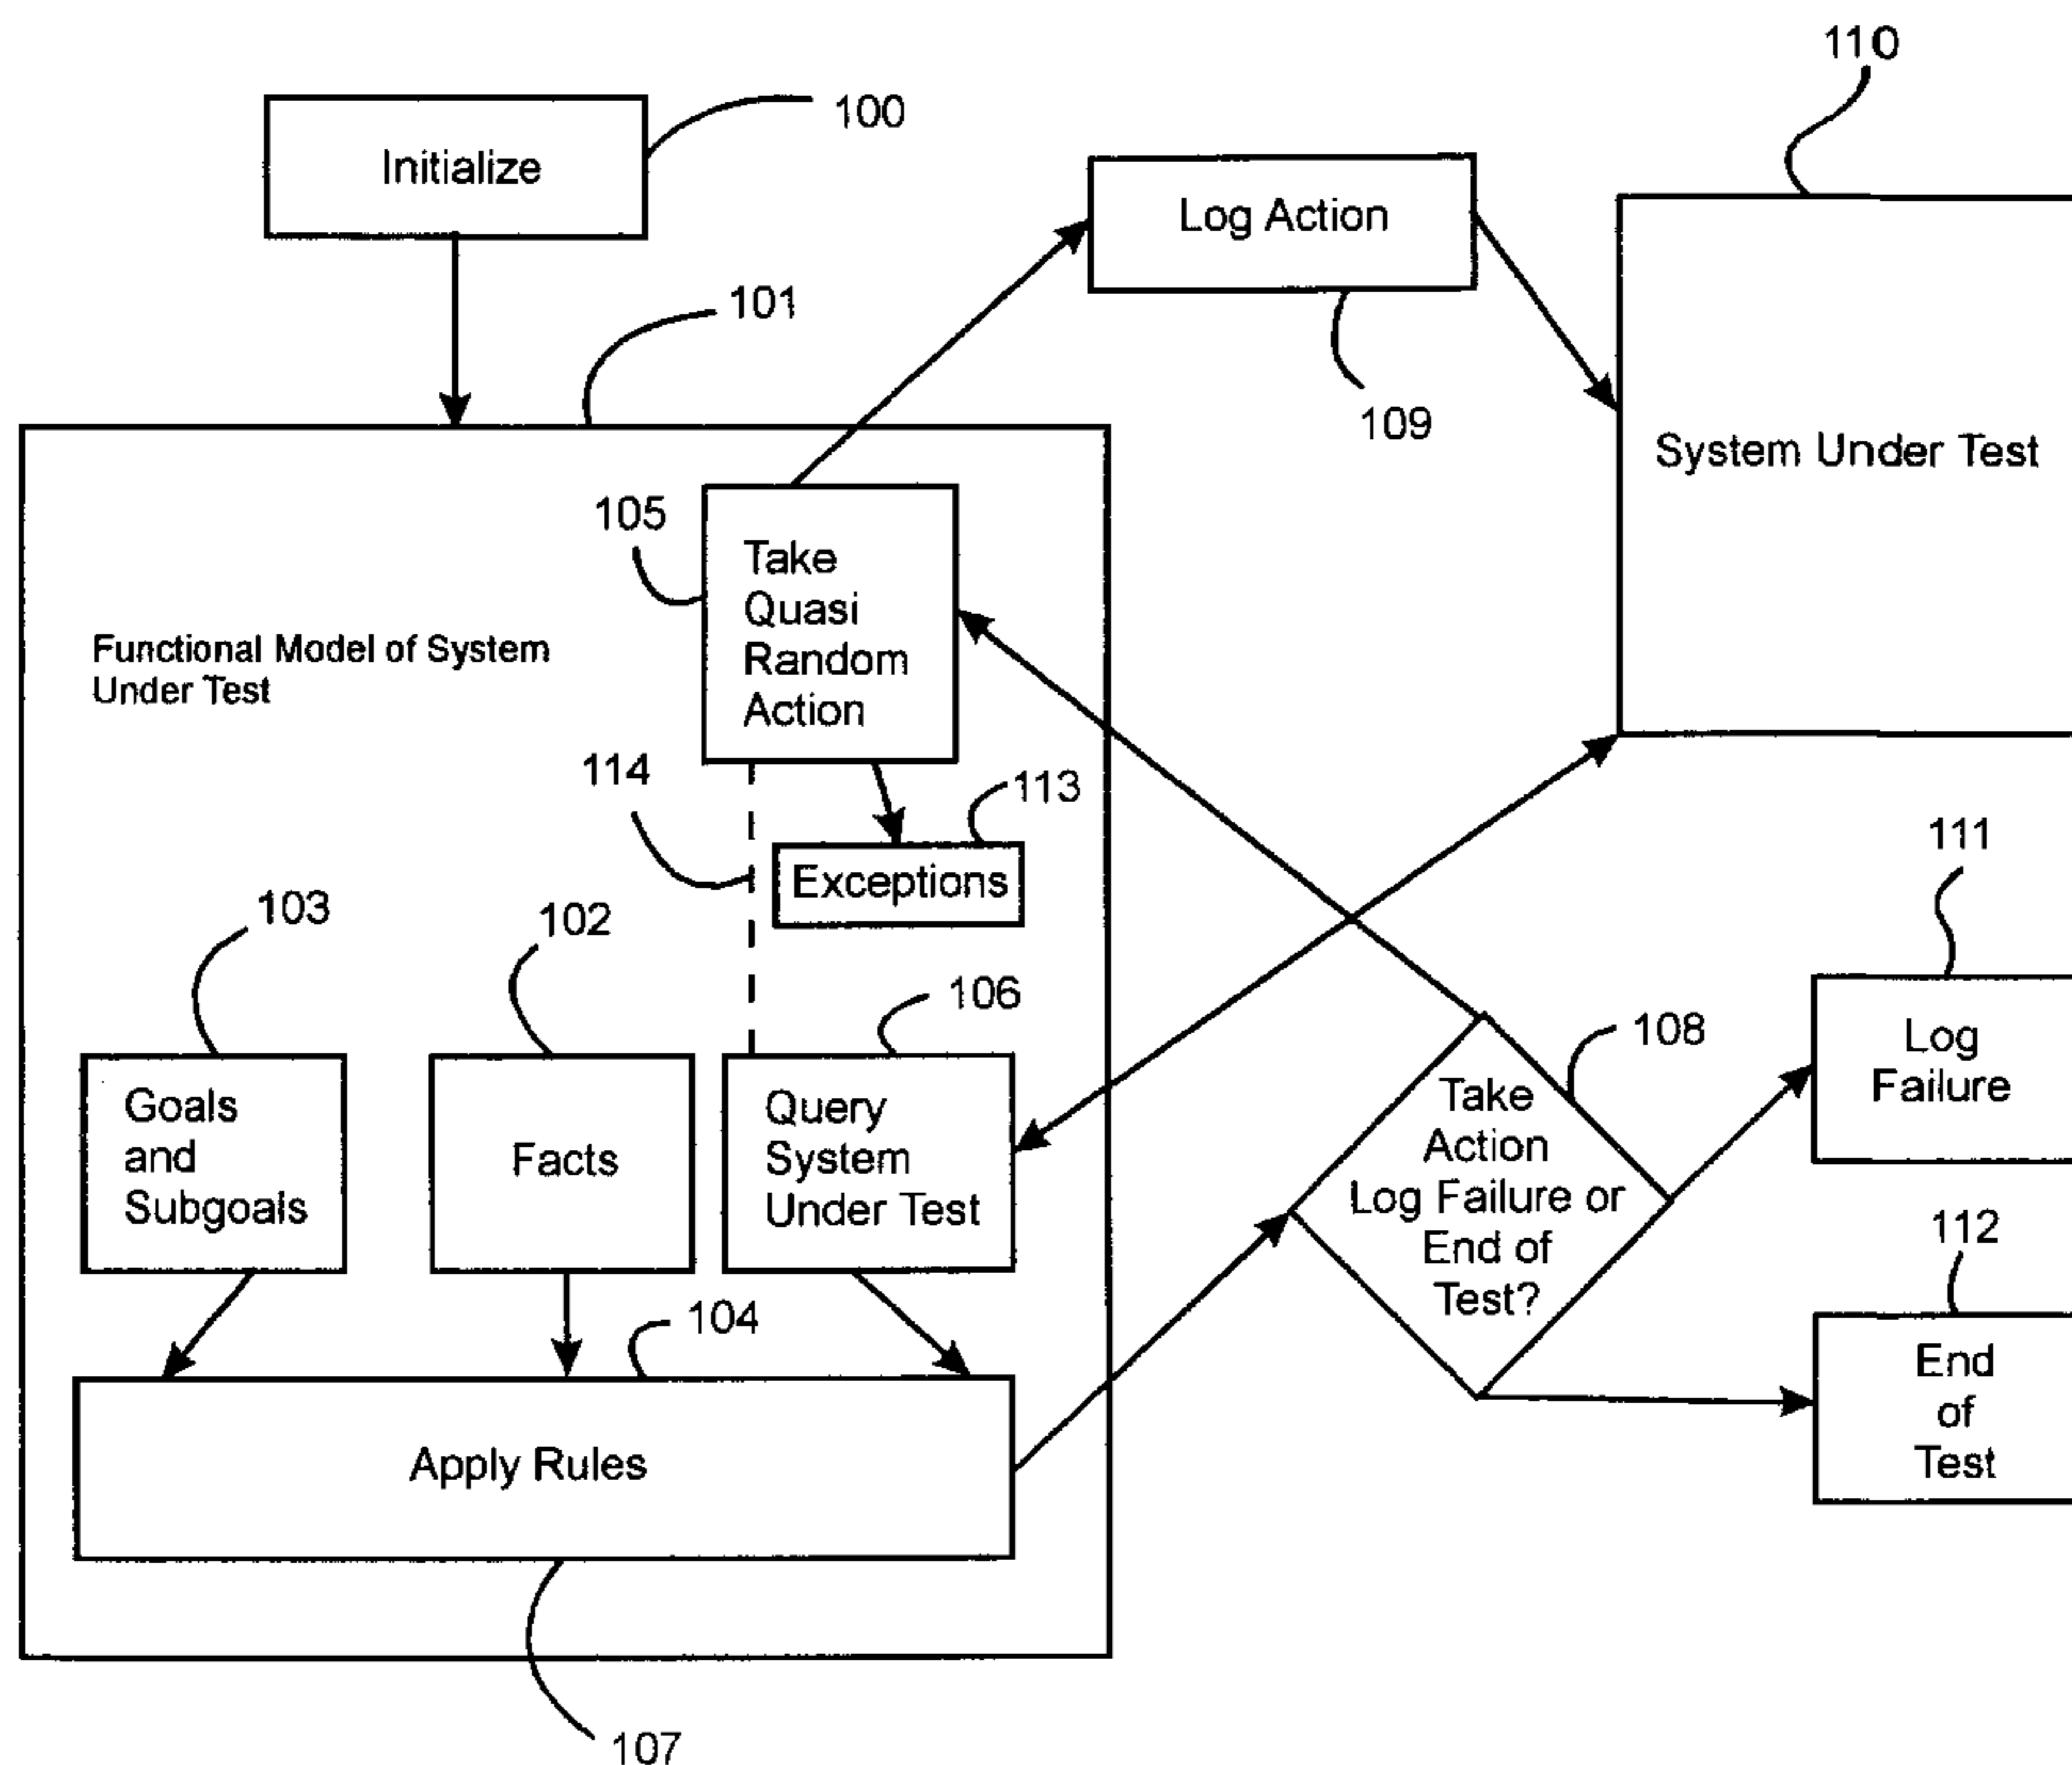 110
100
Initialize
Log Action
101
109
System Under Test
105
Take
Quasi
Random
Action
Functional Model of System
Under Test
114
113
Exceptions
111
103
102
106
108
Log
Failure
Goals
and
Subgoals
Facts
Query
System
Under Test
Take
Action
Log Failure or
End of
Test?
112
104
End
of
Test
Apply Rules
107